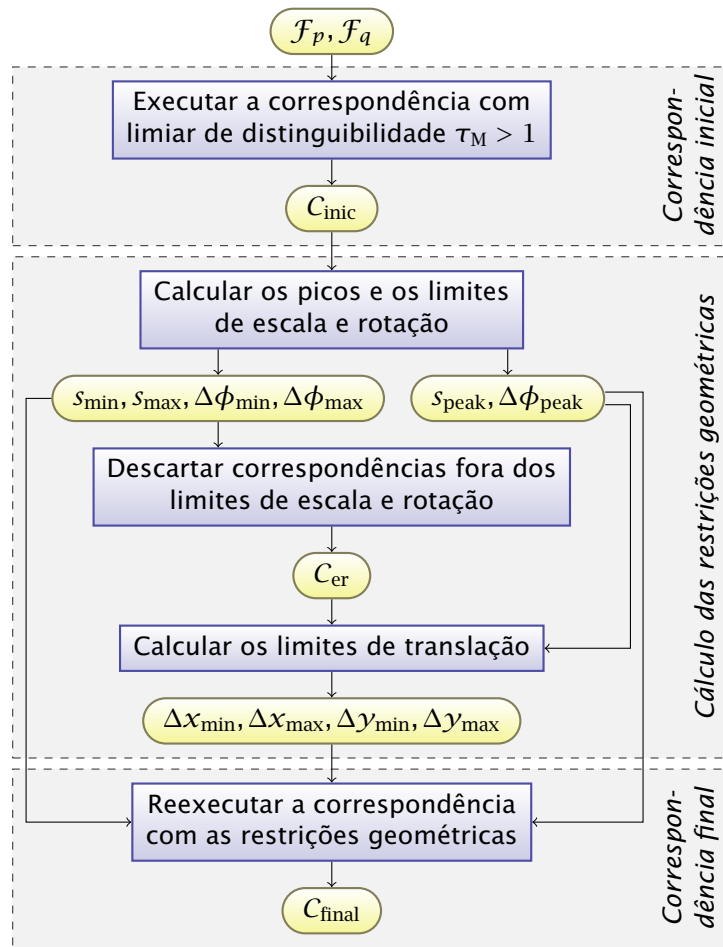 𝓕p, 𝓕q
Executar a correspondência com
limiar de distinguibilidade τM > 1
Cinic
Correspon-
dência inicial
Calcular os picos e os limites
de escala e rotação
smin, smax, Δϕmin, Δϕmax
speak, Δϕpeak
Descartar correspondências fora dos
limites de escala e rotação
Cer
Calcular os limites de translação
Δxmin, Δxmax, Δymin, Δymax
Cálculo das restrições geométricas
Reexecutar a correspondência
com as restrições geométricas
Cfinal
Correspon-
dência final